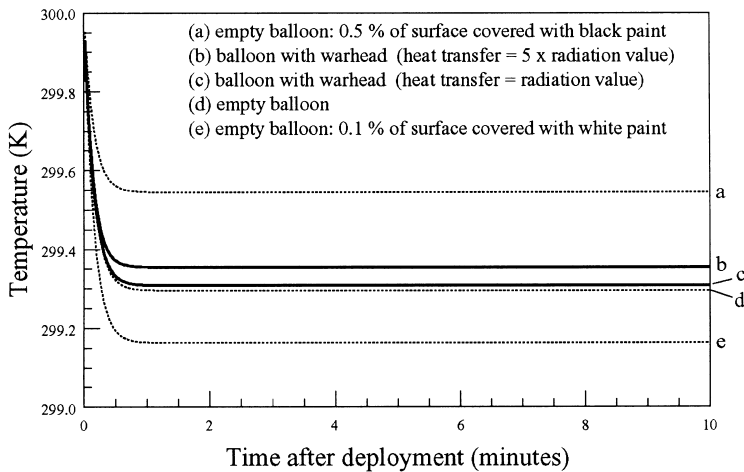 300.0
(a) empty balloon: 0.5 % of surface covered with black paint
(b) balloon with warhead (heat transfer = 5 x radiation value)
(c) balloon with warhead (heat transfer = radiation value)
(d) empty balloon
(e) empty balloon: 0.1 % of surface covered with white paint
299.8
299.6
299.4
299.2
299.0
Temperature (K)
a
b
c
d
e
0
2
4
6
8
10
Time after deployment (minutes)